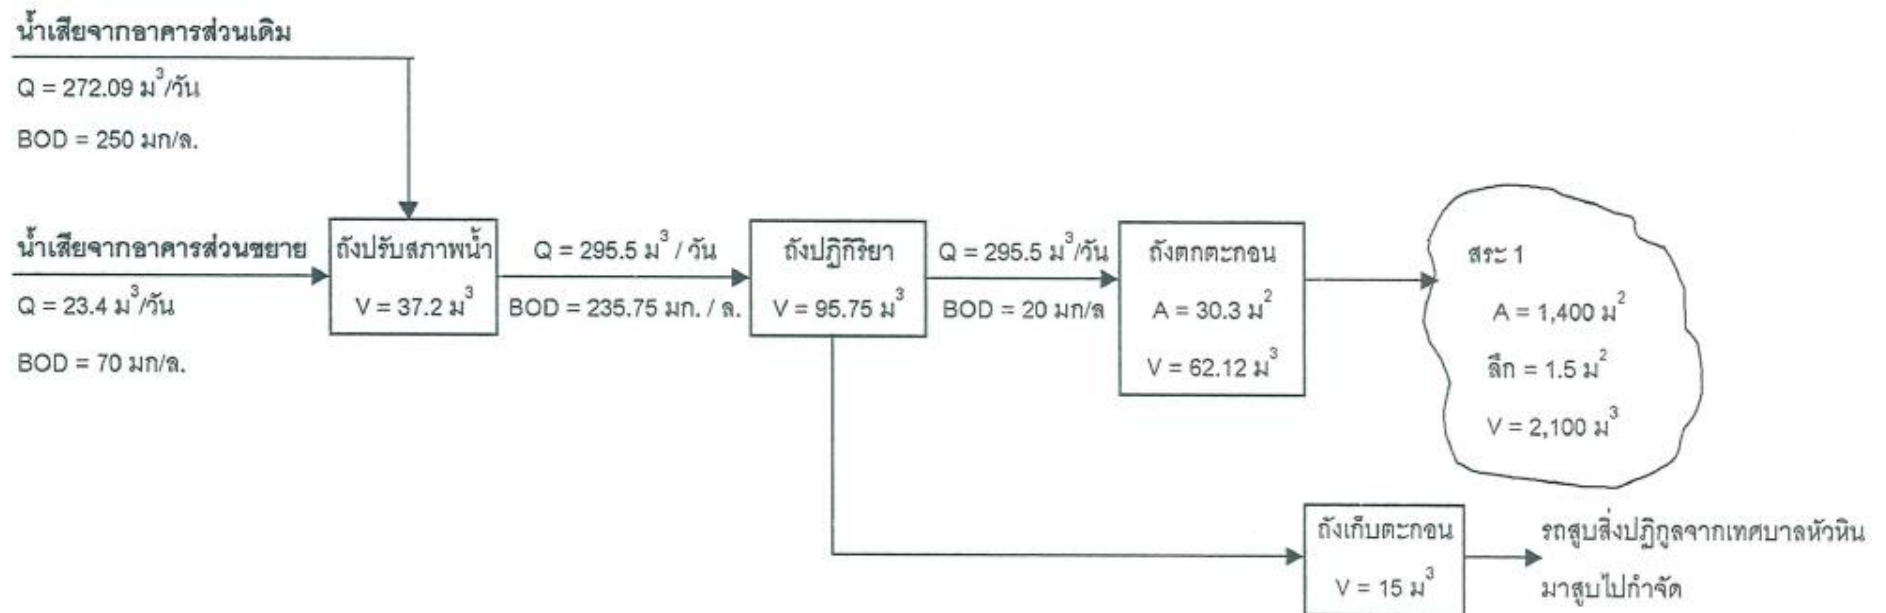 น้ำเสียจากอาคารส่วนเดิม
Q = 272.09 ม³/วัน
BOD = 250 มก/ล.
น้ำเสียจากอาคารส่วนขยาย
Q = 23.4 ม³/วัน
BOD = 70 มก/ล.
ถังปรับสภาพน้ำ
V = 37.2 ม³
Q = 295.5 ม³ / วัน
BOD = 235.75 มก. / ล.
ถังปฏิกิริยา
V = 95.75 ม³
Q = 295.5 ม³/วัน
BOD = 20 มก/ล
ถังตกตะกอน
A = 30.3 ม²
V = 62.12 ม³
สระ 1
A = 1,400 ม²
ลึก = 1.5 ม²
V = 2,100 ม³
ถังเก็บตะกอน
V = 15 ม³
รถสูบสิ่งปฏิกูลจากเทศบาลหัวหิน
มาสูบไปกำจัด